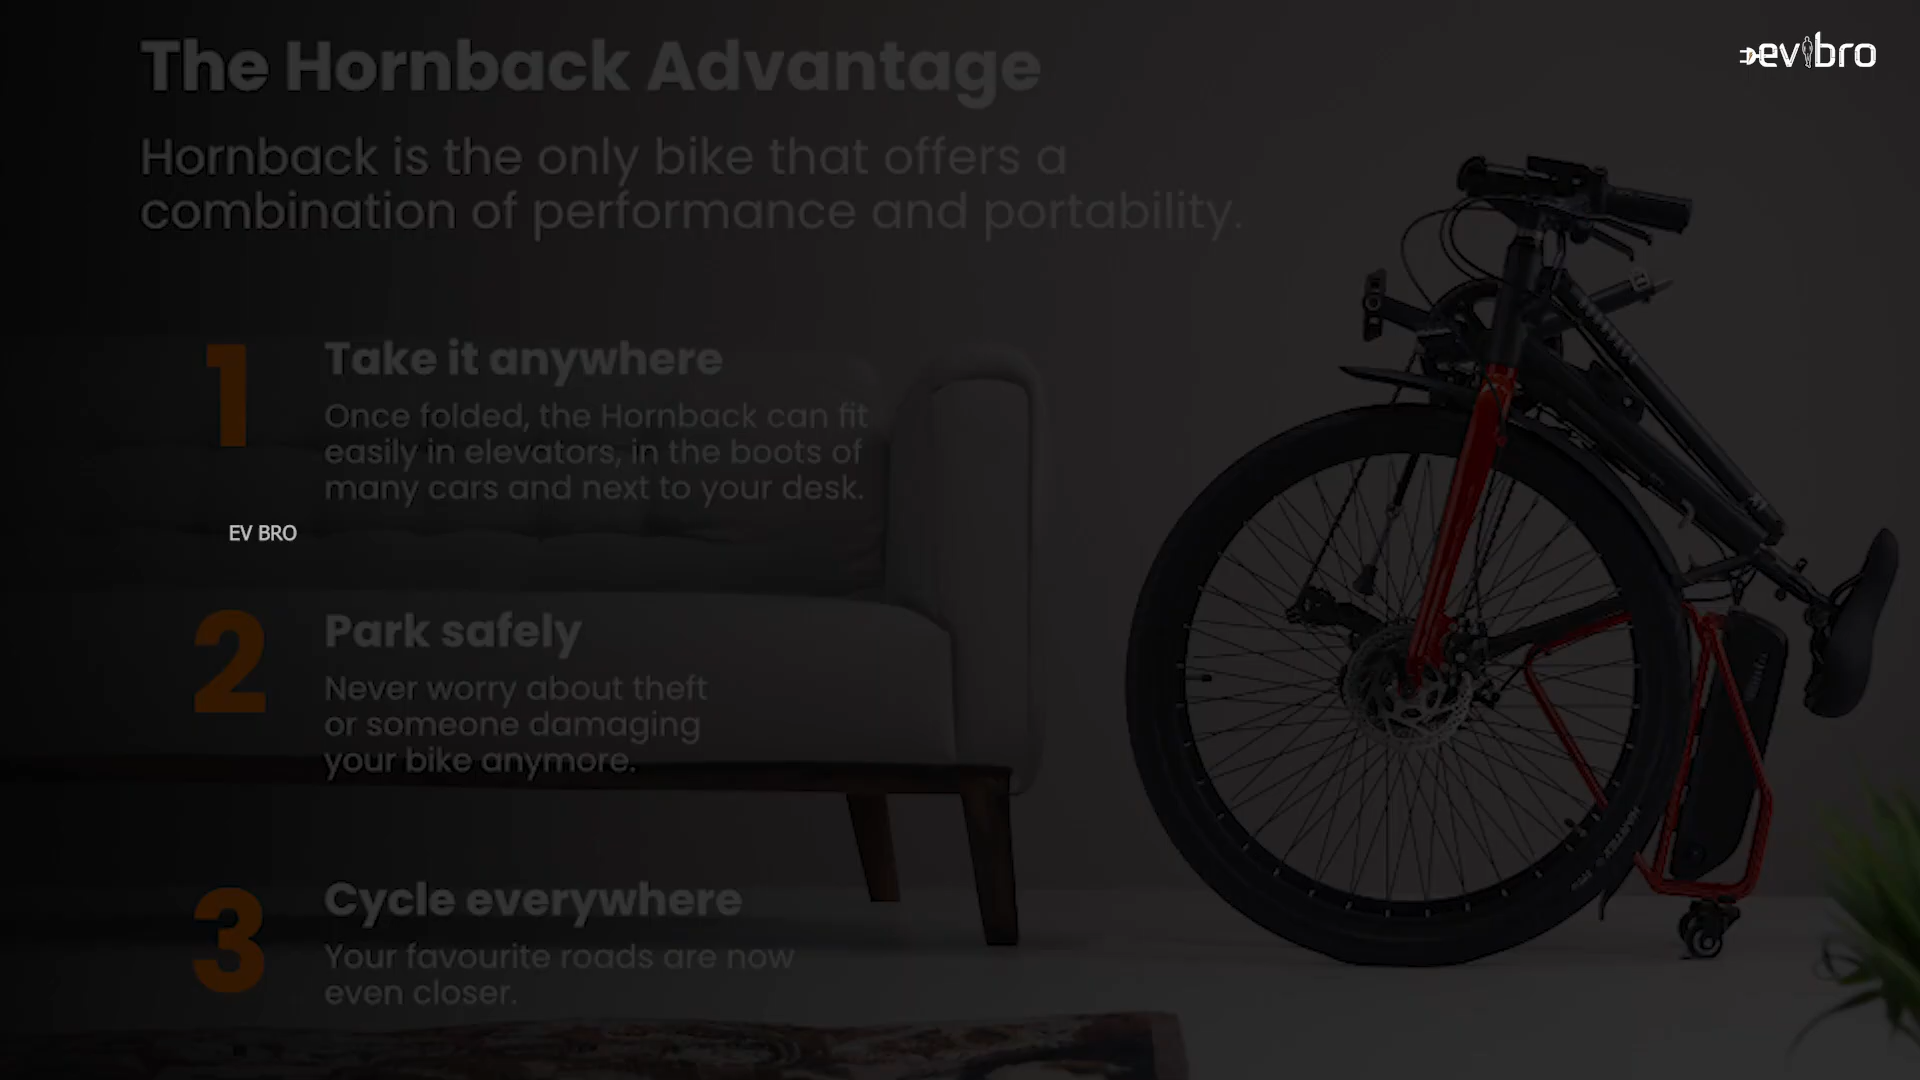 The Hornback Advantage
evbro
Hornback is the only bike that offers a
combination of performance and portability.
1
Take it anywhere
Once folded, the Hornback can fit
easily in elevators, in the boots of
many cars and next to your desk.
EV BRO
2
Park safely
Never worry about theft
or someone damaging
your bike anymore.
3
Cycle everywhere
Your favourite roads are now
even closer.